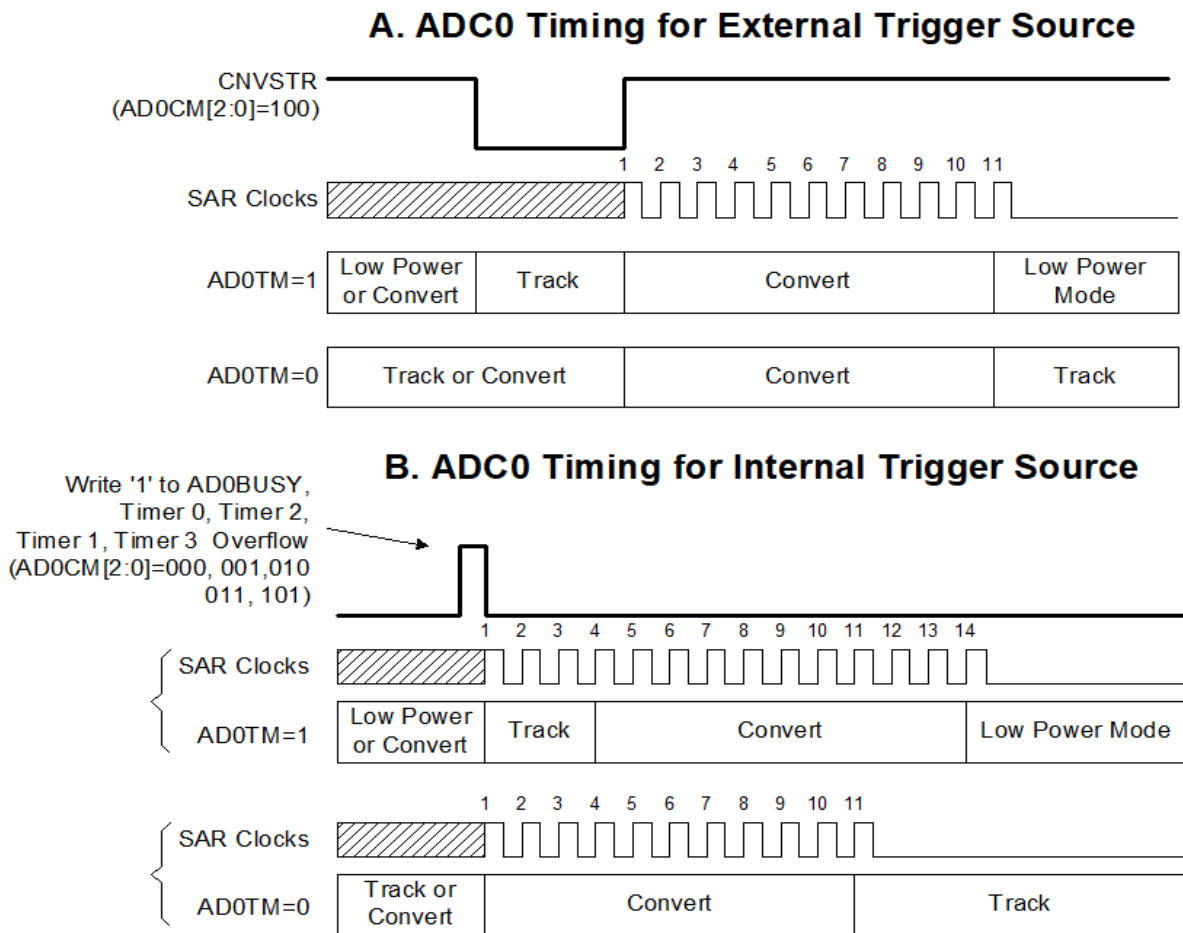 A. ADC0 Timing for External Trigger Source
CNVSTR
(AD0CM[2:0]=100)
1 2 3 4 5 6 7 8 9 10 11
SAR Clocks
AD0TM=1
Low Power
or Convert
Track
Convert
Low Power
Mode
AD0TM=0
Track or Convert
Convert
Track
B. ADC0 Timing for Internal Trigger Source
Write '1' to AD0BUSY,
Timer 0, Timer 2,
Timer 1, Timer 3 Overflow
(AD0CM[2:0]=000, 001,010
011, 101)
1 2 3 4 5 6 7 8 9 10 11 12 13 14
SAR Clocks
AD0TM=1
Low Power
or Convert
Track
Convert
Low Power Mode
1 2 3 4 5 6 7 8 9 10 11
SAR Clocks
AD0TM=0
Track or
Convert
Convert
Track